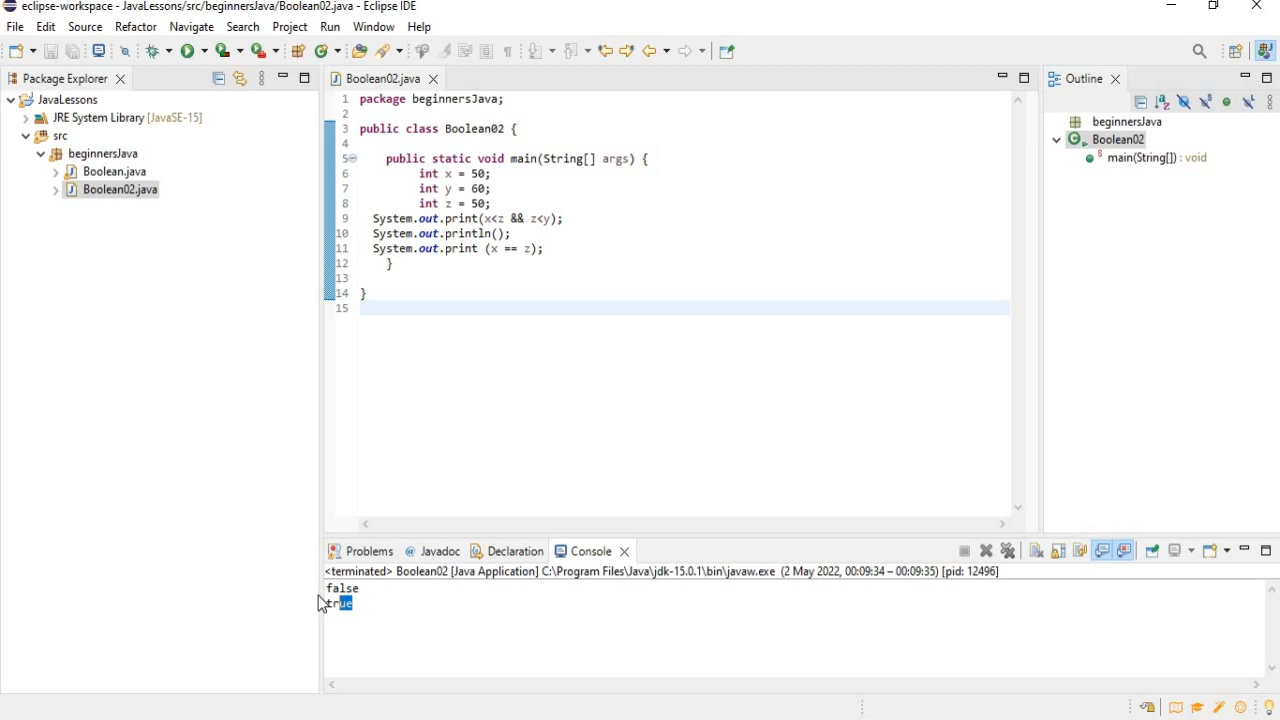 eclipse-workspace - JavaLessons/src/beginnersJava/Boolean02.java - Eclipse IDE
File Edit Source Refactor Navigate Search Project Run Window Help
Package Explorer
JavaLessons
JRE System Library [JavaSE-15]
src
beginnersJava
Boolean.java
Boolean02.java
Boolean02.java
1 package beginnersJava;
2
3 public class Boolean02 {
4
5 public static void main(String[] args) {
6 int x = 50;
7 int y = 60;
8 int z = 50;
9 System.out.print(x<z && z<y);
10 System.out.println();
11 System.out.print (x == z);
12 }
13
14 }
15
Outline
beginnersJava
Boolean02
main(String[]) : void
Problems Javadoc Declaration Console
<terminated> Boolean02 [Java Application] C:\Program Files\Java\jdk-15.0.1\bin\javaw.exe (2 May 2022, 00:09:34 – 00:09:35) [pid: 12496]
false
true